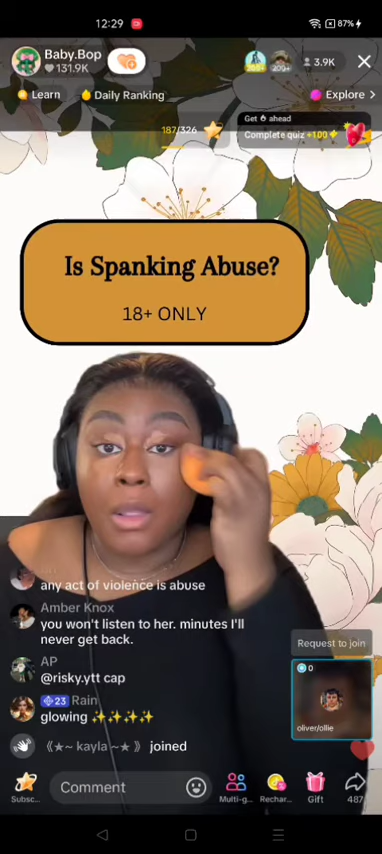 12:29
87%
Baby.Bop
131.9K
200+
200+
3.9K
Learn
Daily Ranking
Explore >
187/326
Get ahead
Complete quiz +100
Is Spanking Abuse?
18+ ONLY
any act of violence is abuse
Amber Knox
you won't listen to her. minutes I'll
never get back.
AP
@risky.ytt cap
23 Rain
glowing ✨✨✨✨
《★~ kayla ~★》 joined
Request to join
0
oliver/ollie
Comment
Subsc...
Multi-g...
Rechar...
Gift
487